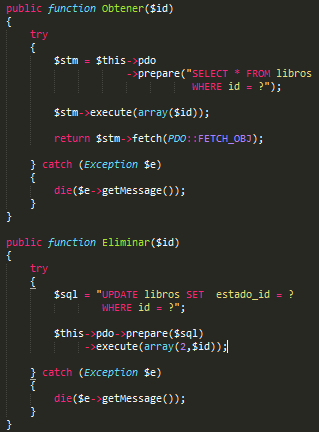 public function Obtener($id)
{
try
{
$stm = $this->pdo
->prepare("SELECT * FROM libros
WHERE id = ?");
$stm->execute(array($id));
return $stm->fetch(PDO::FETCH_OBJ);
} catch (Exception $e)
{
die($e->getMessage());
}
}
public function Eliminar($id)
{
try
{
$sql = "UPDATE libros SET  estado_id = ?
WHERE id = ?";
$this->pdo->prepare($sql)
->execute(array(2,$id));
} catch (Exception $e)
{
die($e->getMessage());
}
}